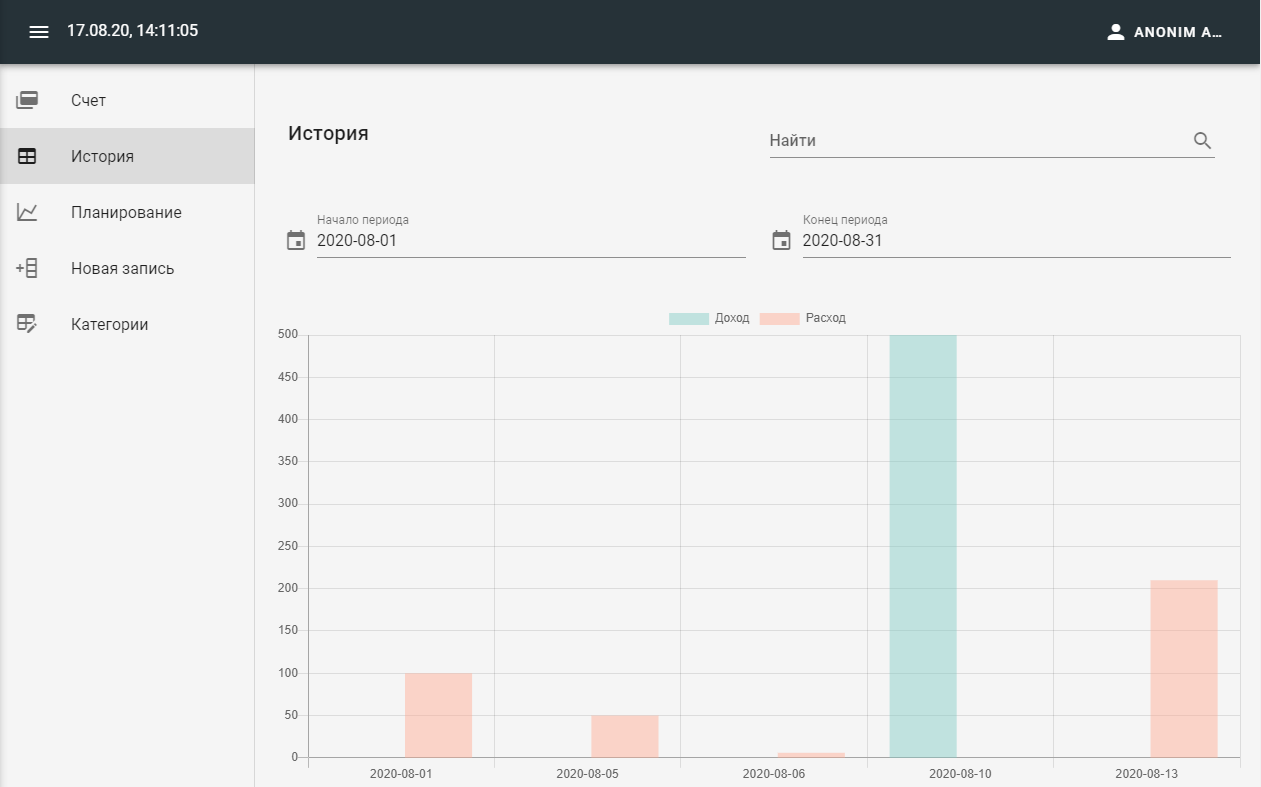 17.08.20, 14:11:05
ANONIM A...
Счет
История
Планирование
Новая запись
Категории
История
Найти
Начало периода
2020-08-01
Конец периода
2020-08-31
Доход
Расход
500
450
400
350
300
250
200
150
100
50
0
2020-08-01
2020-08-05
2020-08-06
2020-08-10
2020-08-13